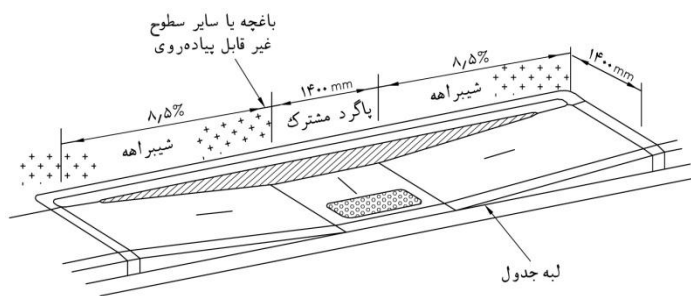 باغچه یا سایر سطوح
غیر قابل پیاده‌روی
۸٫۵%
شیبراهه
۱۴۰۰ mm
پاگرد مشترک
۸٫۵%
شیبراهه
۱۴۰۰ mm
لبه جدول